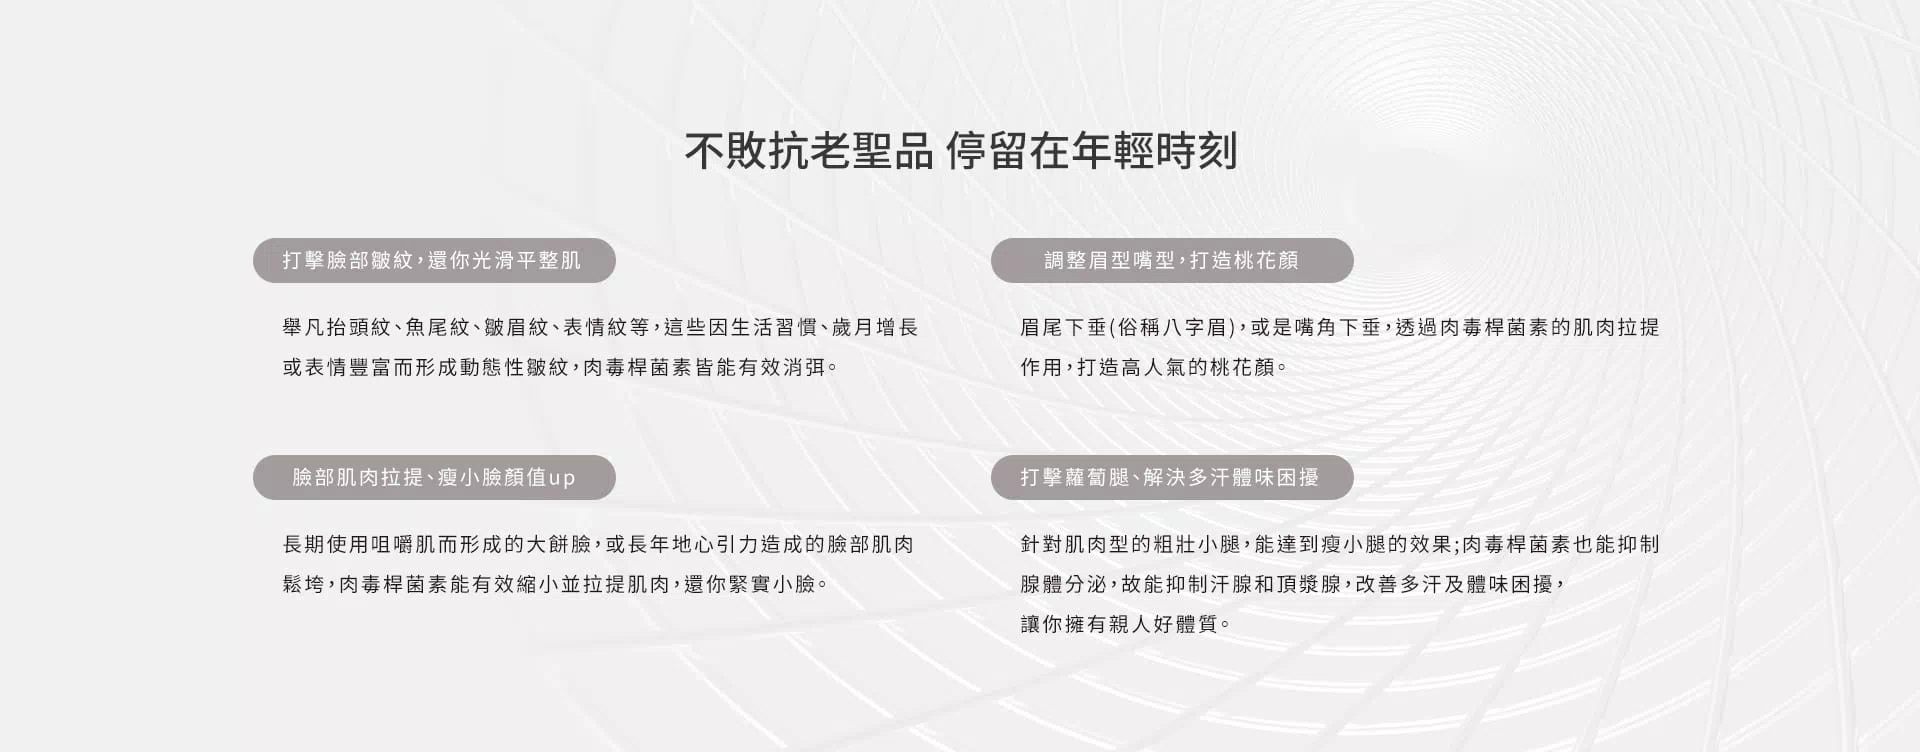 不敗抗老聖品 停留在年輕時刻
打擊臉部皺紋,還你光滑平整肌
舉凡抬頭紋、魚尾紋、皺眉紋、表情紋等,這些因生活習慣、歲月增長
或表情豐富而形成動態性皺紋,肉毒桿菌素皆能有效消弭。
調整眉型嘴型,打造桃花顏
眉尾下垂(俗稱八字眉),或是嘴角下垂,透過肉毒桿菌素的肌肉拉提
作用,打造高人氣的桃花顏。
臉部肌肉拉提、瘦小臉顏值up
長期使用咀嚼肌而形成的大餅臉,或長年地心引力造成的臉部肌肉
鬆垮,肉毒桿菌素能有效縮小並拉提肌肉,還你緊實小臉。
打擊蘿蔔腿、解決多汗體味困擾
針對肌肉型的粗壯小腿,能達到瘦小腿的效果;肉毒桿菌素也能抑制
腺體分泌,故能抑制汗腺和頂漿腺,改善多汗及體味困擾,
讓你擁有親人好體質。